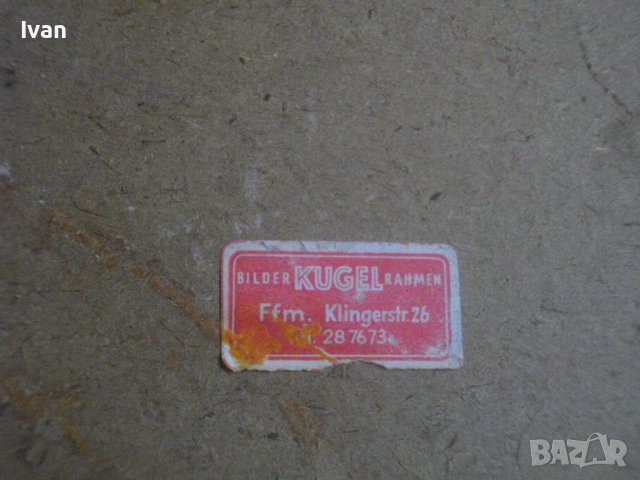 Ivan
BILDER KUGEL RAHMEN
Ffm. Klingerstr.26
28 7673
BAZAR